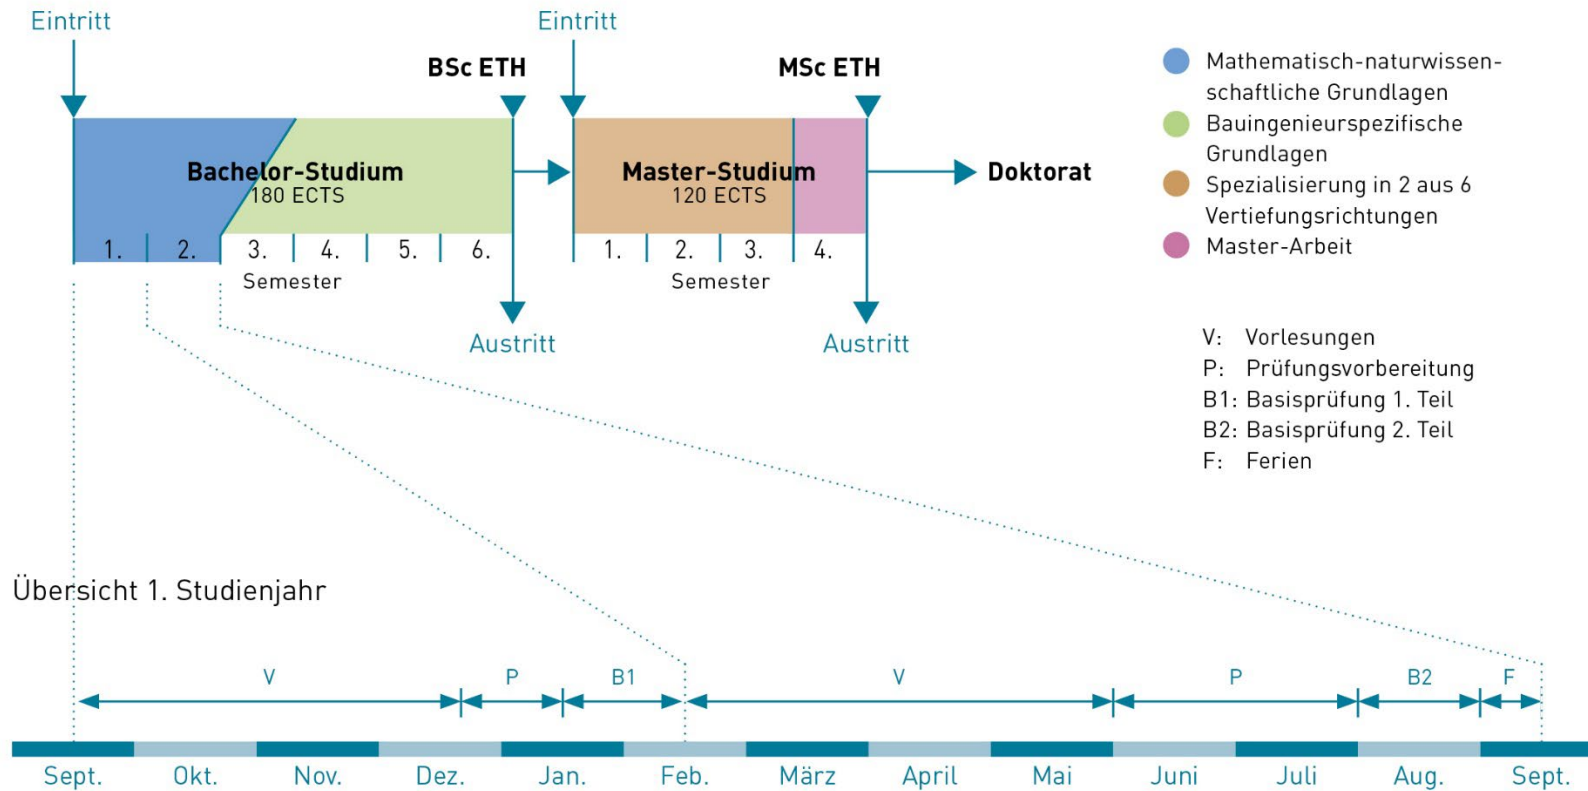 Eintritt
Eintritt
BSc ETH
MSc ETH
Bachelor-Studium
180 ECTS
Master-Studium
120 ECTS
Doktorat
1. 2. 3. 4. 5. 6.
Semester
1. 2. 3. 4.
Semester
Austritt
Austritt
Mathematisch-naturwissen-
schaftliche Grundlagen
Bauingenieurspezifische
Grundlagen
Spezialisierung in 2 aus 6
Vertiefungsrichtungen
Master-Arbeit
V: Vorlesungen
P: Prüfungsvorbereitung
B1: Basisprüfung 1. Teil
B2: Basisprüfung 2. Teil
F: Ferien
Übersicht 1. Studienjahr
V P B1 V P B2 F
Sept. Okt. Nov. Dez. Jan. Feb. März April Mai Juni Juli Aug. Sept.